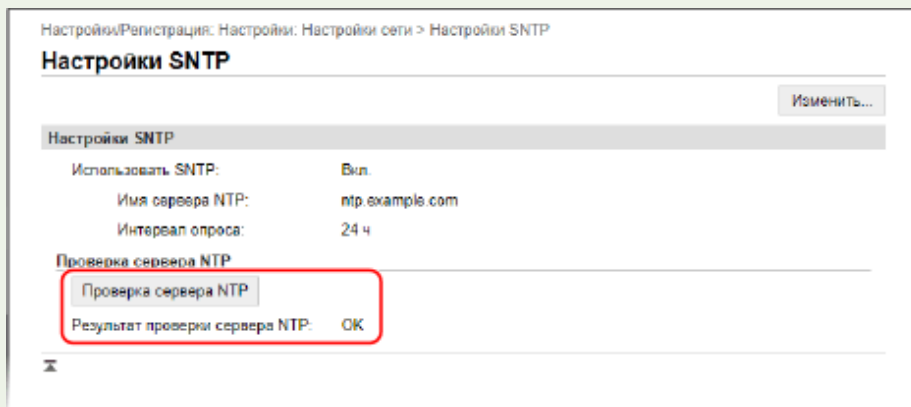 Настройки/Регистрация: Настройки: Настройки сети > Настройки SNTP
Настройки SNTP
Изменить...
Настройки SNTP
Использовать SNTP: Вкл.
Имя сервера NTP: ntp.example.com
Интервал опроса: 24 ч
Проверка сервера NTP
Проверка сервера NTP
Результат проверки сервера NTP: OK